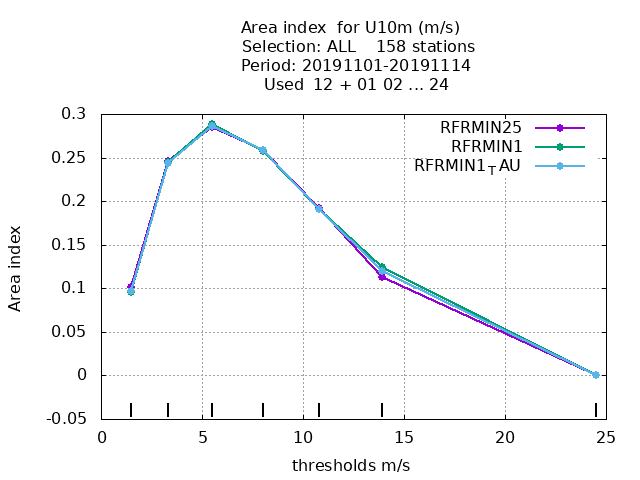 Area index  for U10m (m/s)
Selection: ALL    158 stations
Period: 20191101-20191114
Used  12 + 01 02 ... 24
RFRMIN25
RFRMIN1
RFRMIN1TAU
0.3
0.25
0.2
0.15
0.1
0.05
0
-0.05
Area index
0 5 10 15 20 25
thresholds m/s